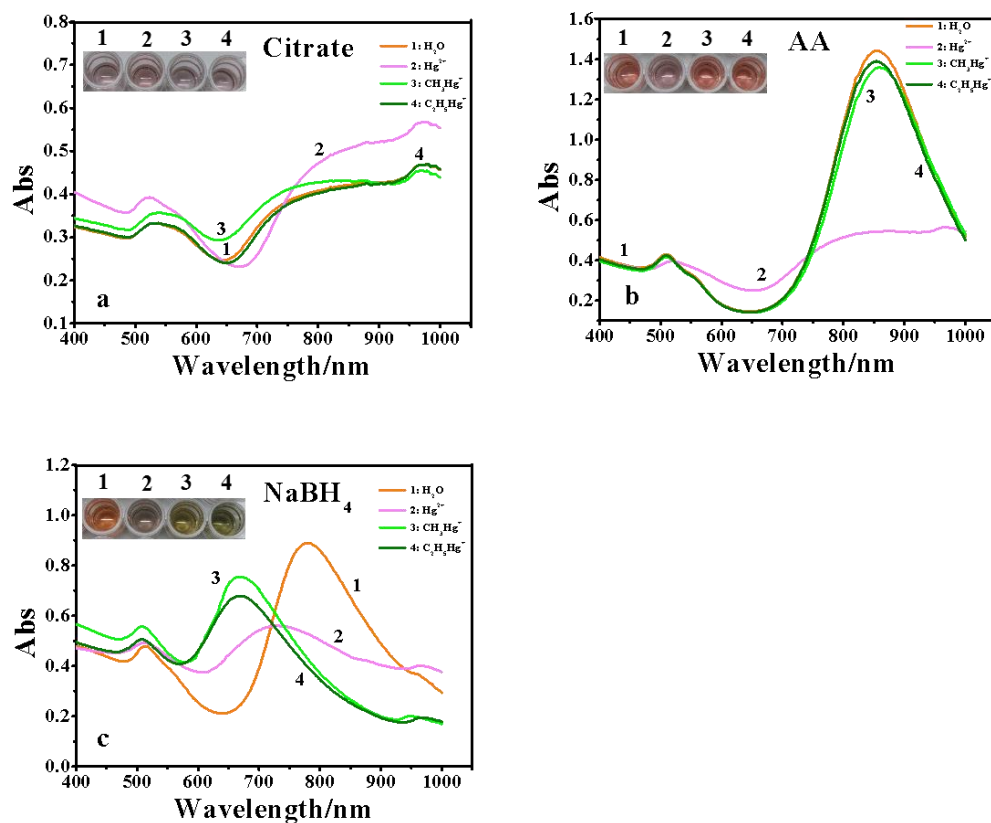 1 2 3 4
Citrate
1: H₂O
2: Hg²⁺
3: CH₃Hg⁺
4: C₂H₅Hg⁺
0.8
0.7
0.6
0.5
0.4
0.3
0.2
0.1
Abs
2
4
3
1
a
400 500 600 700 800 900 1000
Wavelength/nm
1 2 3 4
AA
1: H₂O
2: Hg²⁺
3: CH₃Hg⁺
4: C₂H₅Hg⁺
1.6
1.4
1.2
1.0
0.8
0.6
0.4
0.2
Abs
3
4
1
2
b
400 500 600 700 800 900 1000
Wavelength/nm
1 2 3 4
NaBH₄
1: H₂O
2: Hg²⁺
3: CH₃Hg⁺
4: C₂H₅Hg⁺
1.2
1.0
0.8
0.6
0.4
0.2
0.0
Abs
3
1
2
4
c
400 500 600 700 800 900 1000
Wavelength/nm